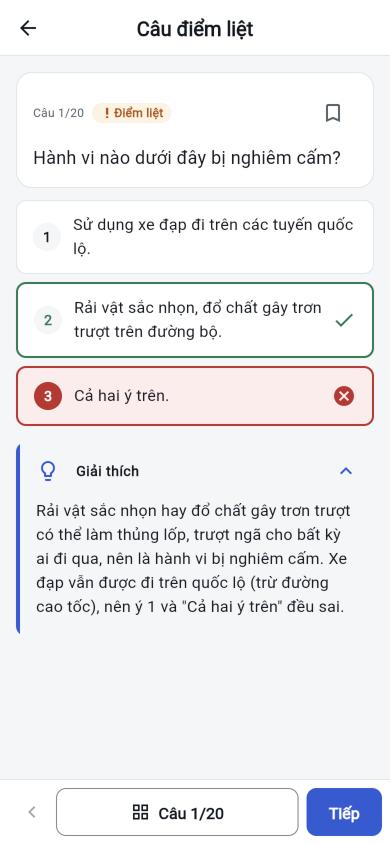 Câu điểm liệt
Câu 1/20
! Điểm liệt
Hành vi nào dưới đây bị nghiêm cấm?
1
Sử dụng xe đạp đi trên các tuyến quốc
lộ.
2
Rải vật sắc nhọn, đổ chất gây trơn
trượt trên đường bộ.
3
Cả hai ý trên.
Giải thích
Rải vật sắc nhọn hay đổ chất gây trơn trượt
có thể làm thủng lốp, trượt ngã cho bất kỳ
ai đi qua, nên là hành vi bị nghiêm cấm. Xe
đạp vẫn được đi trên quốc lộ (trừ đường
cao tốc), nên ý 1 và "Cả hai ý trên" đều sai.
Câu 1/20
Tiếp